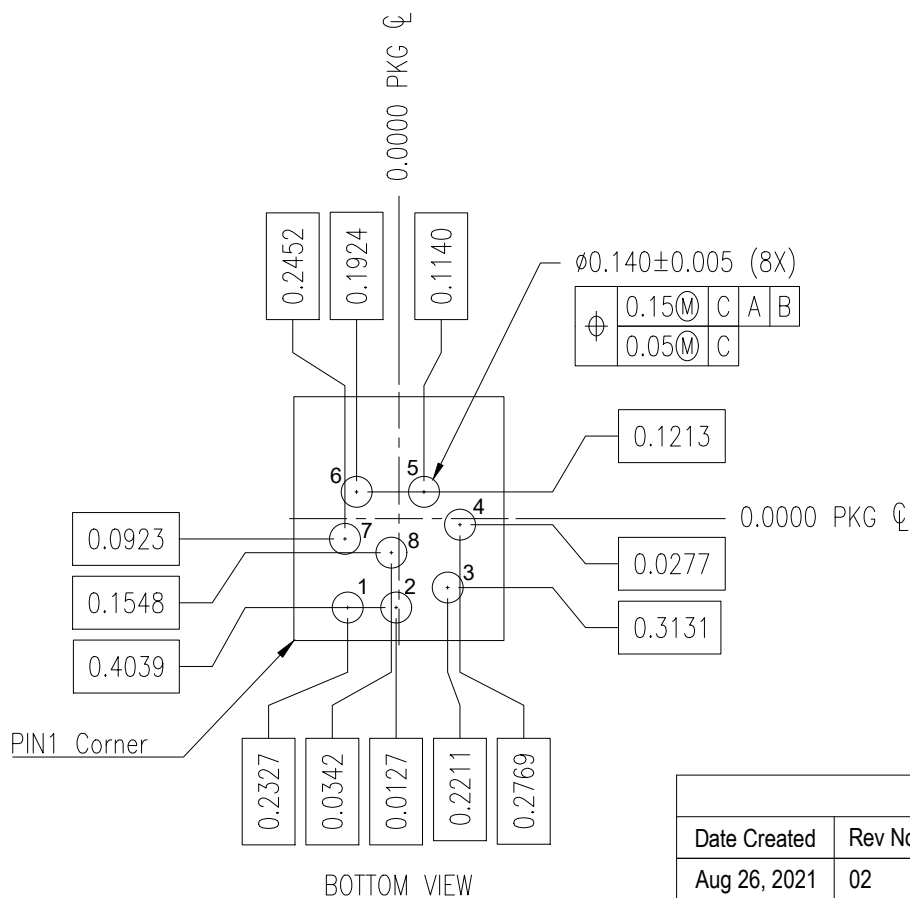 0.0000 PKG ℄
0.2452
0.1924
0.1140
⌀0.140±0.005 (8X)
⌖ 0.15Ⓜ C A B
0.05Ⓜ C
0.1213
6
5
4
0.0000 PKG ℄
0.0923
7
8
0.0277
0.1548
1
2
3
0.3131
0.4039
PIN1 Corner
0.2327
0.0342
0.0127
0.2211
0.2769
BOTTOM VIEW
Date Created
Aug 26, 2021 02